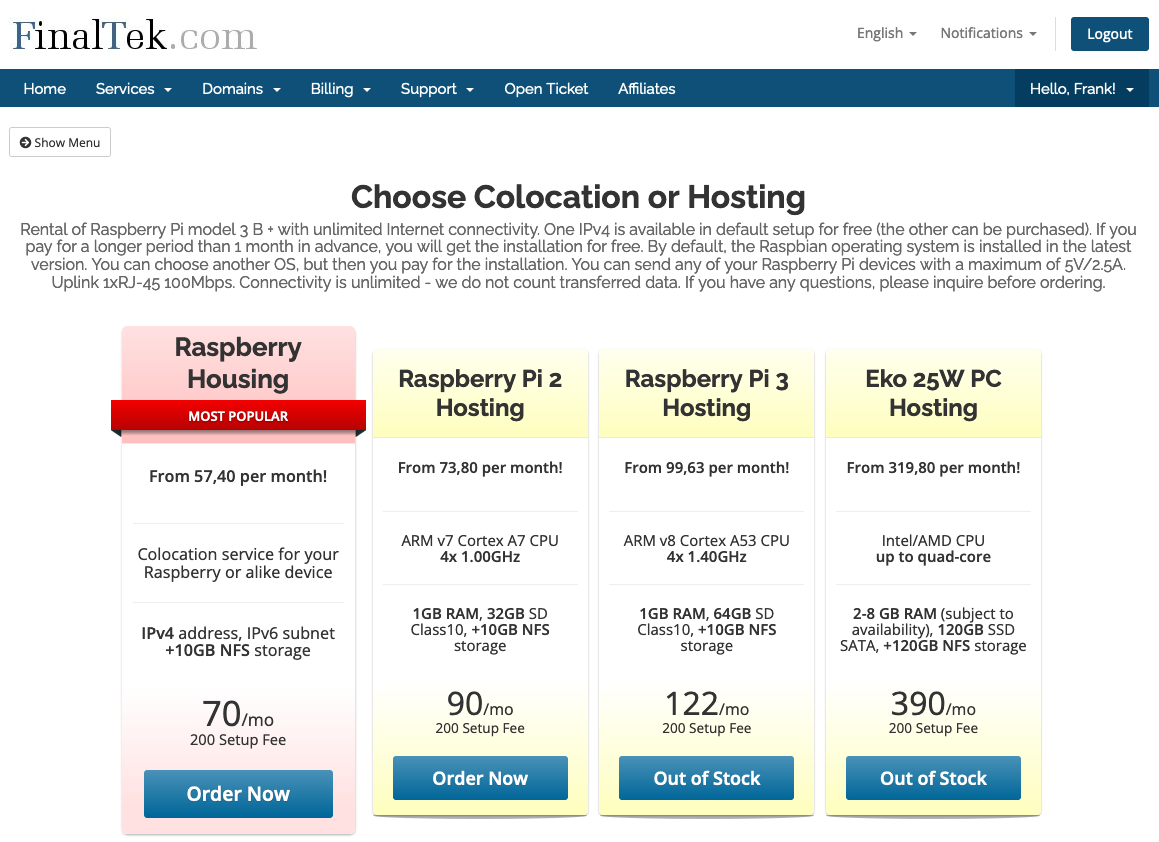 FinalTek.com
English
Notifications
Logout
Home
Services
Domains
Billing
Support
Open Ticket
Affiliates
Hello, Frank!
Show Menu
Choose Colocation or Hosting
Rental of Raspberry Pi model 3 B + with unlimited Internet connectivity. One IPv4 is available in default setup for free (the other can be purchased). If you
pay for a longer period than 1 month in advance, you will get the installation for free. By default, the Raspbian operating system is installed in the latest
version. You can choose another OS, but then you pay for the installation. You can send any of your Raspberry Pi devices with a maximum of 5V/2.5A.
Uplink 1xRJ-45 100Mbps. Connectivity is unlimited - we do not count transferred data. If you have any questions, please inquire before ordering.
Raspberry
Housing
MOST POPULAR
From 57,40 per month!
Colocation service for your
Raspberry or alike device
IPv4 address, IPv6 subnet
+10GB NFS storage
70/mo
200 Setup Fee
Order Now
Raspberry Pi 2
Hosting
From 73,80 per month!
ARM v7 Cortex A7 CPU
4x 1.00GHz
1GB RAM, 32GB SD
Class10, +10GB NFS
storage
90/mo
200 Setup Fee
Order Now
Raspberry Pi 3
Hosting
From 99,63 per month!
ARM v8 Cortex A53 CPU
4x 1.40GHz
1GB RAM, 64GB SD
Class10, +10GB NFS
storage
122/mo
200 Setup Fee
Out of Stock
Eko 25W PC
Hosting
From 319,80 per month!
Intel/AMD CPU
up to quad-core
2-8 GB RAM (subject to
availability), 120GB SSD
SATA, +120GB NFS storage
390/mo
200 Setup Fee
Out of Stock